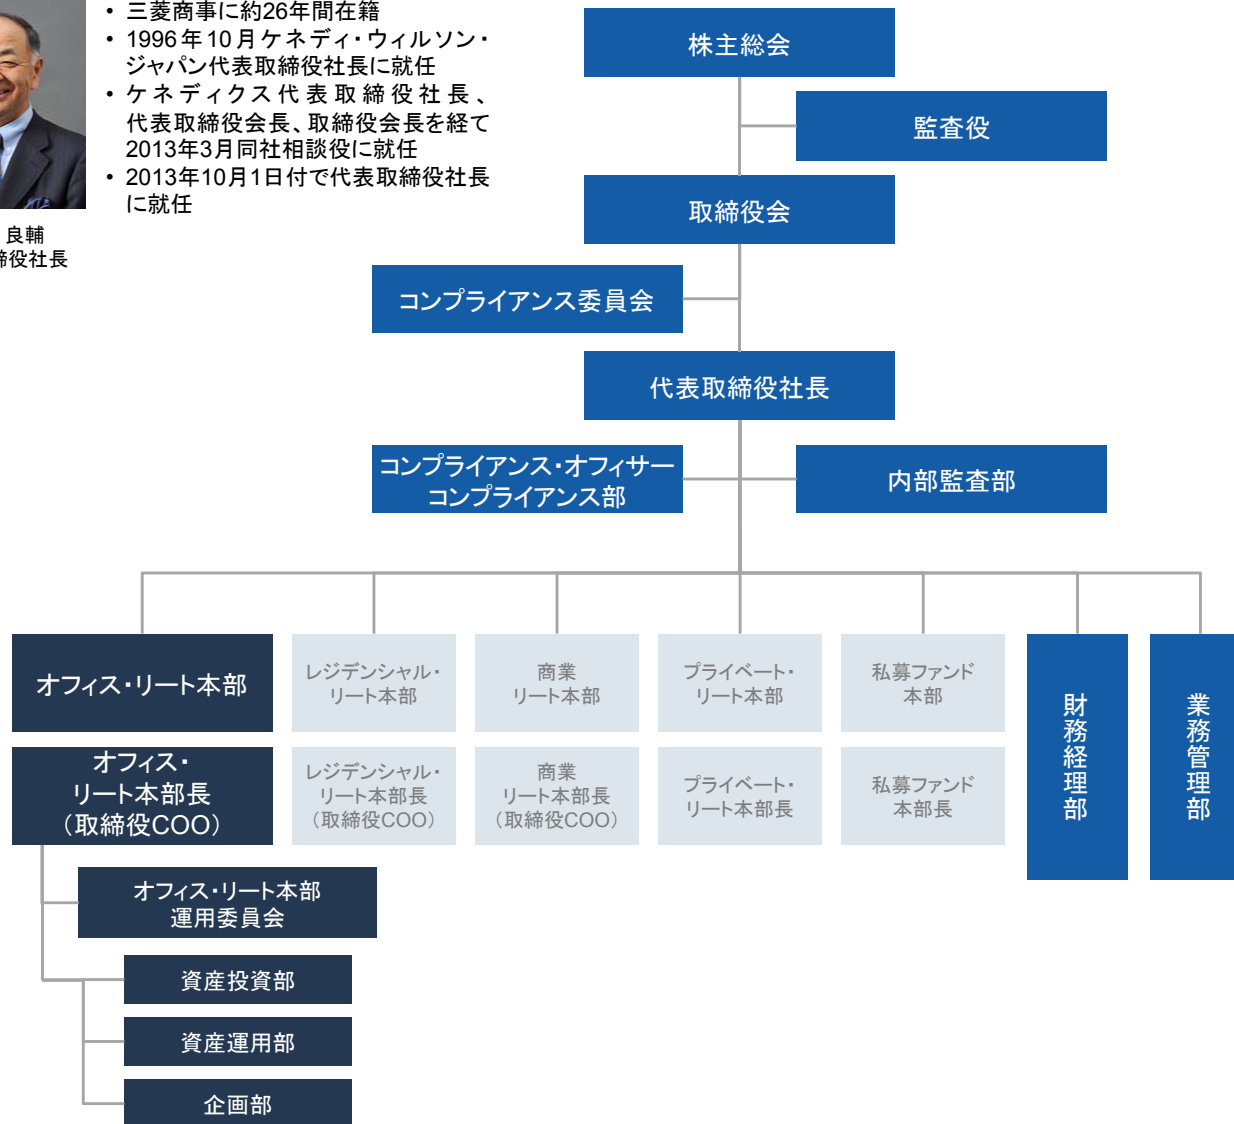 ・三菱商事に約26年間在籍
・1996年10月ケネディ・ウィルソン・
ジャパン代表取締役社長に就任
・ケネディクス代表取締役社長、
代表取締役会長、取締役会長を経て
2013年3月同社相談役に就任
・2013年10月1日付で代表取締役社長
に就任
良輔
締役社長
株主総会
監査役
取締役会
コンプライアンス委員会
代表取締役社長
コンプライアンス・オフィサー
コンプライアンス部
内部監査部
オフィス・リート本部
レジデンシャル・
リート本部
商業
リート本部
プライベート・
リート本部
私募ファンド
本部
財務経理部
業務管理部
オフィス・
リート本部長
（取締役COO）
レジデンシャル・
リート本部長
（取締役COO）
商業
リート本部長
（取締役COO）
プライベート・
リート本部長
私募ファンド
本部長
オフィス・リート本部
運用委員会
資産投資部
資産運用部
企画部